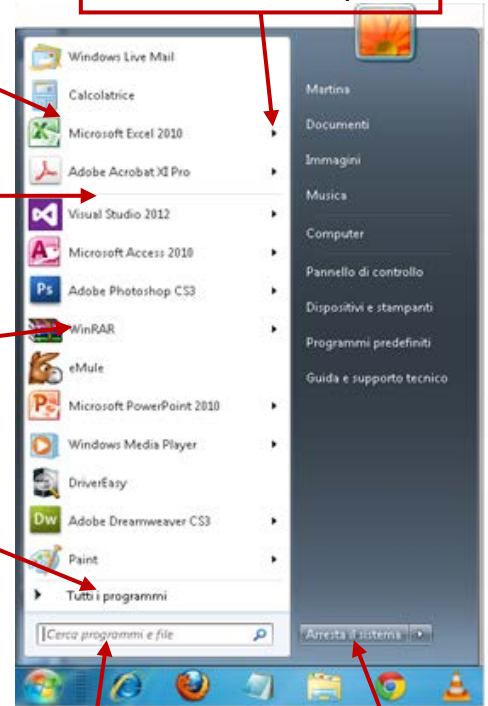 Windows Live Mail
Calcolatrice
Microsoft Excel 2010
Adobe Acrobat XI Pro
Visual Studio 2012
Microsoft Access 2010
Ps
Adobe Photoshop CS3
WinRAR
eMule
Microsoft PowerPoint 2010
Windows Media Player
DriverEasy
Dw
Adobe Dreamweaver CS3
Paint
Tutti i programmi
Cerca programmi e file
Martina
Documenti
Immagini
Musica
Computer
Pannello di controllo
Dispositivi e stampanti
Programmi predefiniti
Guida e supporto tecnico
Arresta il sistema